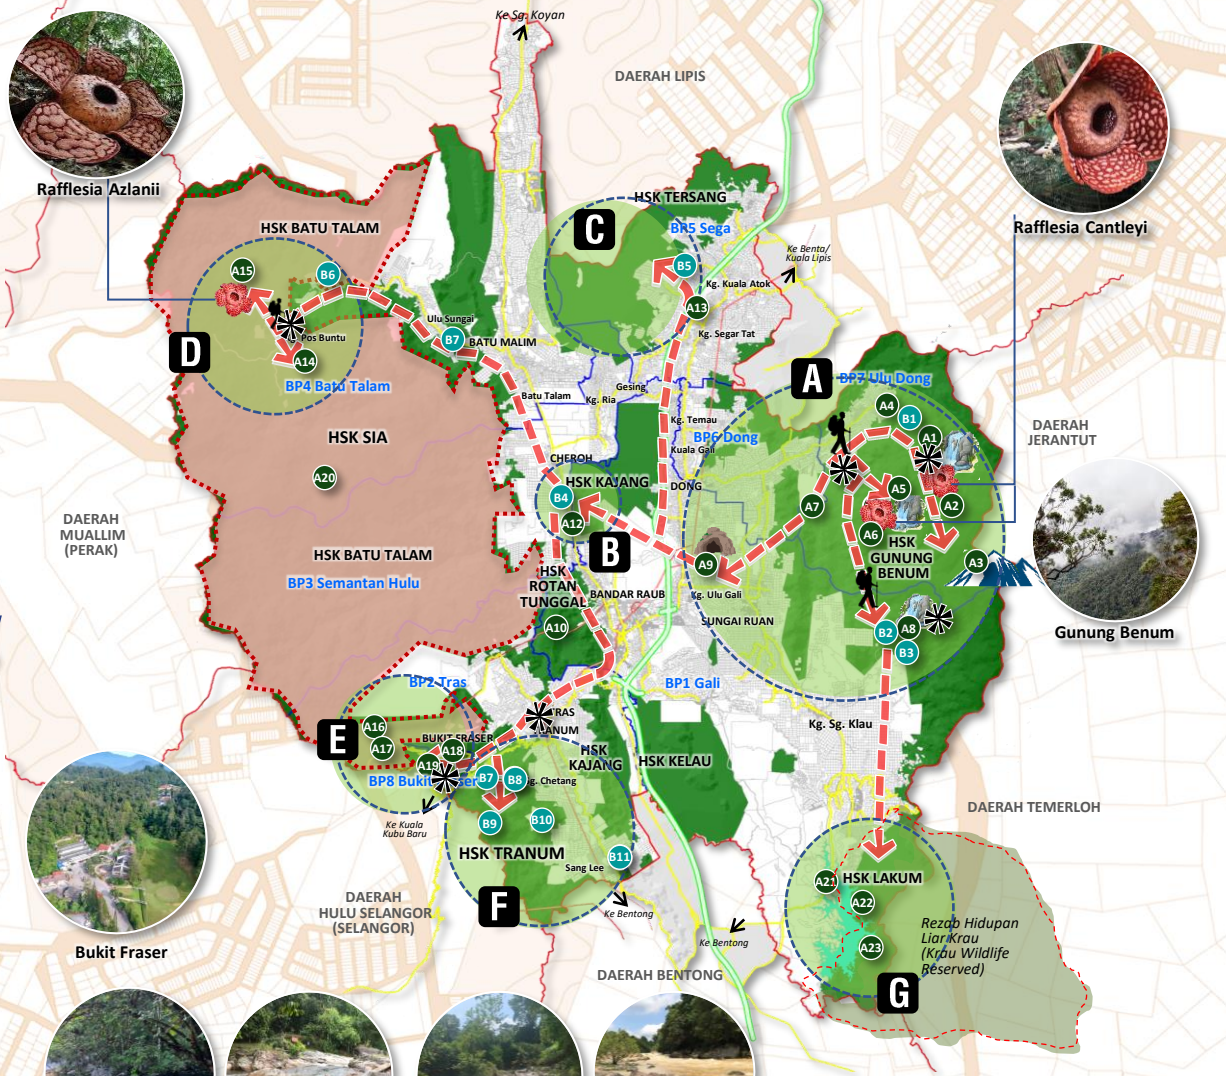 Ke Sg. Koyan
DAERAH LIPIS
Rafflesia Azlanii
Rafflesia Cantleyi
HSK TERSANG
C
BP5 Sega
B5
Ke Benta/
Kuala Lipis
Kg. Kuala Atok
A13
Kg. Segar Tat
HSK BATU TALAM
A15
B6
Pos Buntu
D
A14
BP4 Batu Talam
Ulu Sungai
B7
BATU MALIM
Batu Talam
Gesing
Kg. Ria
Kg. Temau
BP6 Dong
Kuala Gali
CHEROH
DONG
A
BP7 Ulu Dong
A4
B1
A1
A5
A2
A7
A6
HSK
GUNUNG
BENUM
A3
DAERAH
JERANTUT
Gunung Benum
HSK SIA
A20
HSK KAJANG
B4
A12
B
A9
Kg. Ulu Gali
DAERAH
MUALLIM
(PERAK)
HSK BATU TALAM
BP3 Semantan Hulu
HSK
ROTAN
TUNGGAL
A10
BANDAR RAUB
SUNGAI RUAN
B2
A8
B3
BP2 Tras
BP1 Gali
Kg. Sg. Klau
E
A16
A17
BUKIT FRASER
A18
A19
TRAS
BP8 Bukit Fraser
Ke Kuala
Kubu Baru
HSK
KAJANG
HSK KELAU
B7
B8
Sg. Chetang
B9
B10
HSK TRANUM
B11
Sang Lee
F
Ke Bentong
Ke Bentong
DAERAH TEMERLOH
DAERAH
HULU SELANGOR
(SELANGOR)
DAERAH BENTONG
Bukit Fraser
A21
HSK LAKUM
A22
A23
G
Rezab Hidupan
Liar Krau
(Krau Wildlife
Reserved)